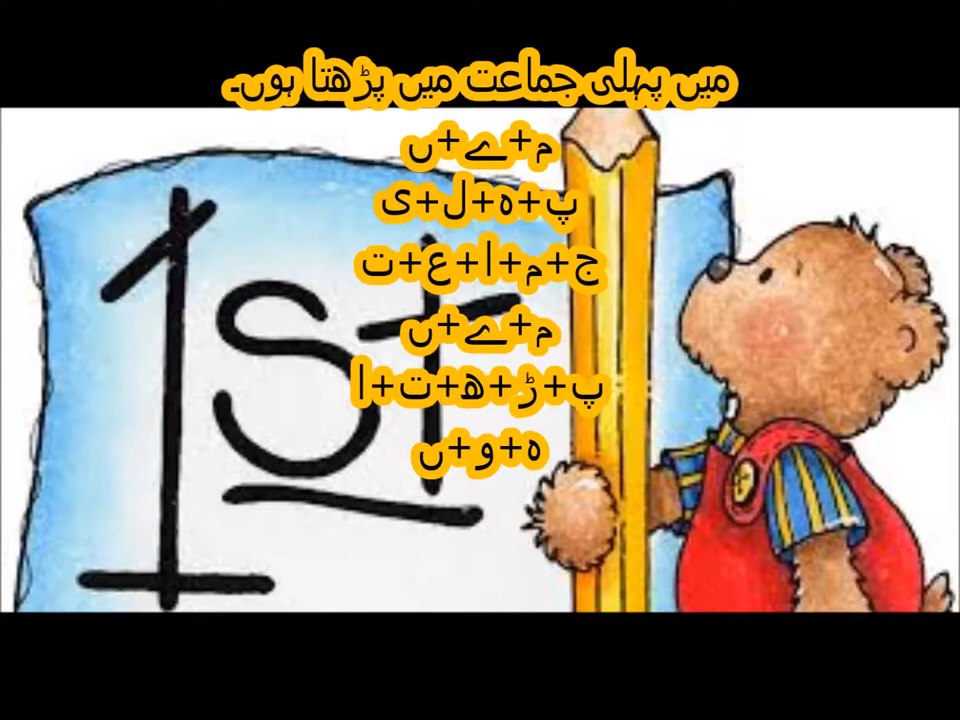 میں پہلی جماعت میں پڑھتا ہوں۔
م+ے+ں
پ+ہ+ل+ی
ج+م+ا+ع+ت
م+ے+ں
پ+ڑ+ھ+ت+ا
ہ+و+ں
1st